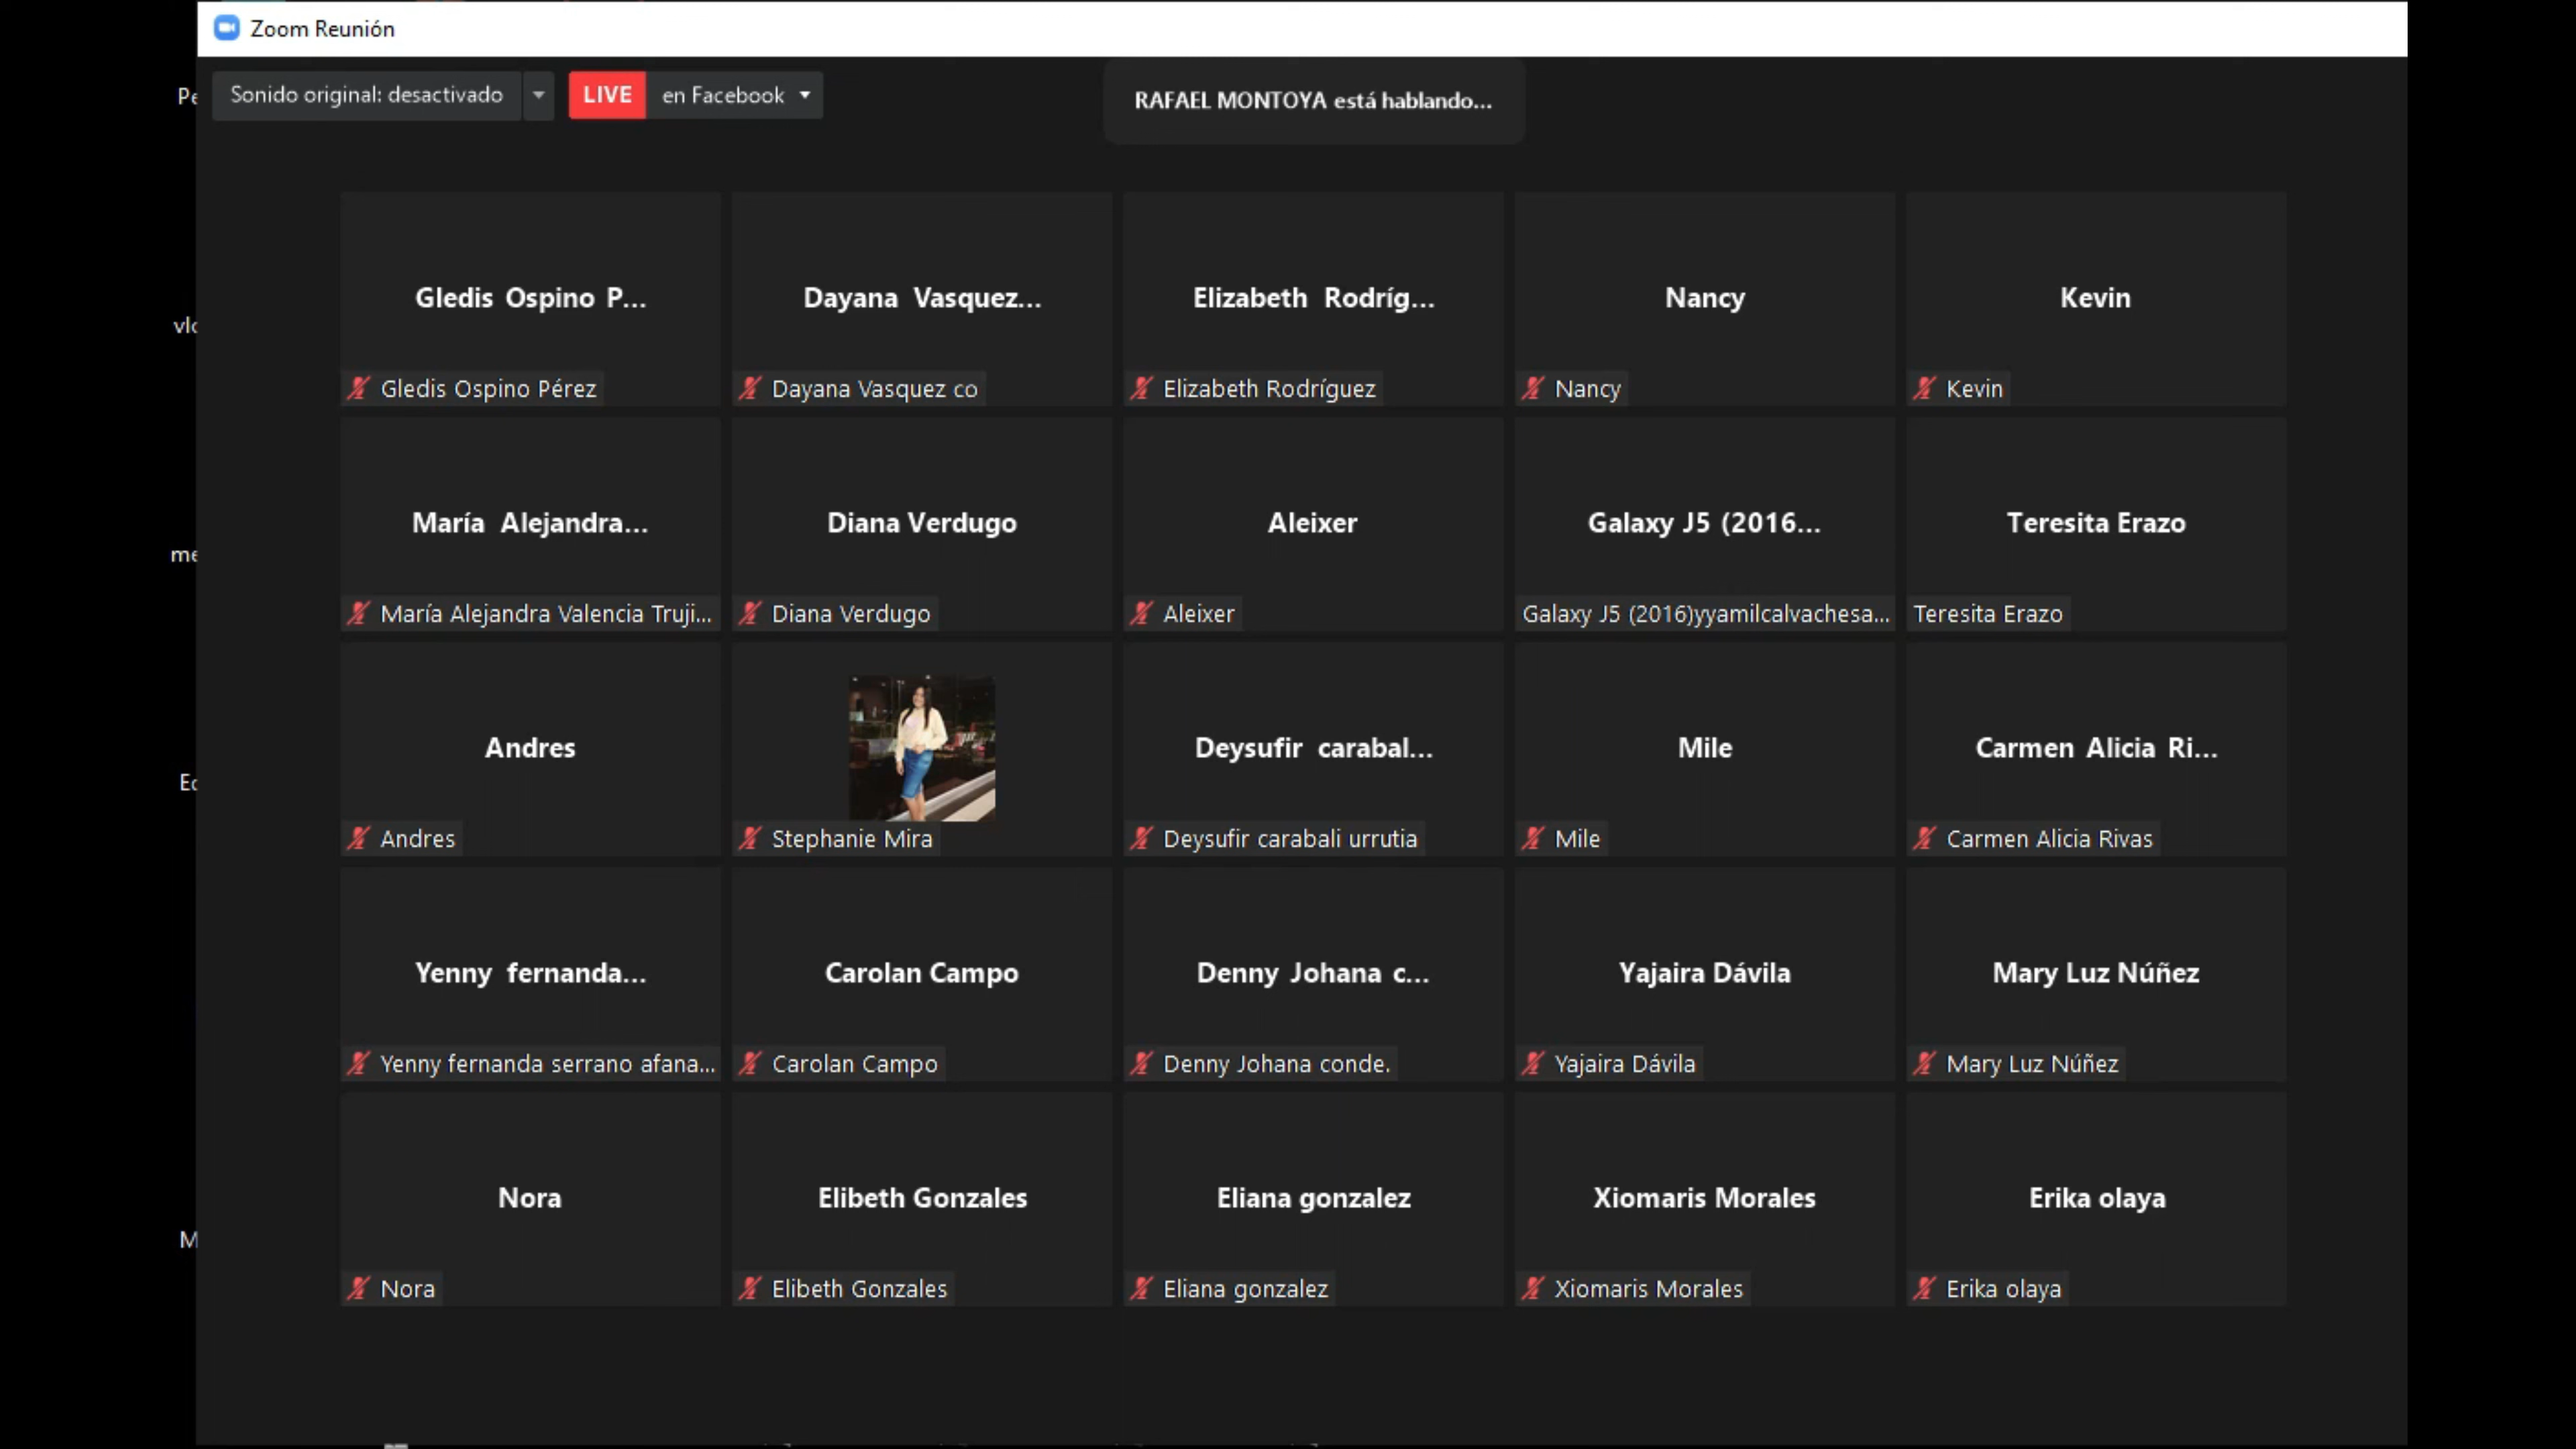 Zoom Reunión
Sonido original: desactivado
LIVE en Facebook
RAFAEL MONTOYA está hablando...
Pe
Gledis Ospino P...
Dayana Vasquez...
Elizabeth Rodríg...
Nancy
Kevin
Gledis Ospino Pérez
Dayana Vasquez co
Elizabeth Rodríguez
Nancy
Kevin
María Alejandra...
Diana Verdugo
Aleixer
Galaxy J5 (2016...
Teresita Erazo
me
María Alejandra Valencia Truji...
Diana Verdugo
Aleixer
Galaxy J5 (2016)yyamilcalvachesa...
Teresita Erazo
Andres
Deysufir carabal...
Mile
Carmen Alicia Ri...
Andres
Stephanie Mira
Deysufir carabali urrutia
Mile
Carmen Alicia Rivas
Yenny fernanda...
Carolan Campo
Denny Johana c...
Yajaira Dávila
Mary Luz Núñez
Yenny fernanda serrano afana...
Carolan Campo
Denny Johana conde.
Yajaira Dávila
Mary Luz Núñez
Nora
Elibeth Gonzales
Eliana gonzalez
Xiomaris Morales
Erika olaya
M
Nora
Elibeth Gonzales
Eliana gonzalez
Xiomaris Morales
Erika olaya